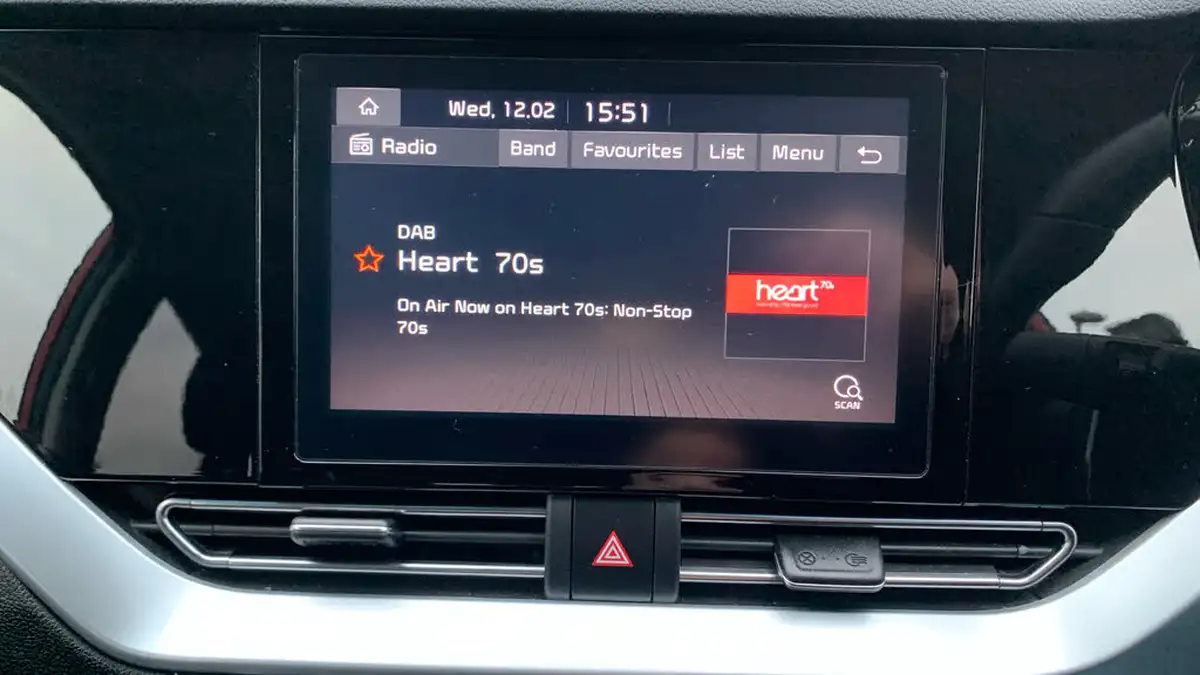 Wed, 12.02 15:51
Radio Band Favourites List Menu
DAB
Heart 70s
On Air Now on Heart 70s: Non-Stop
70s
heart 70s
SCAN